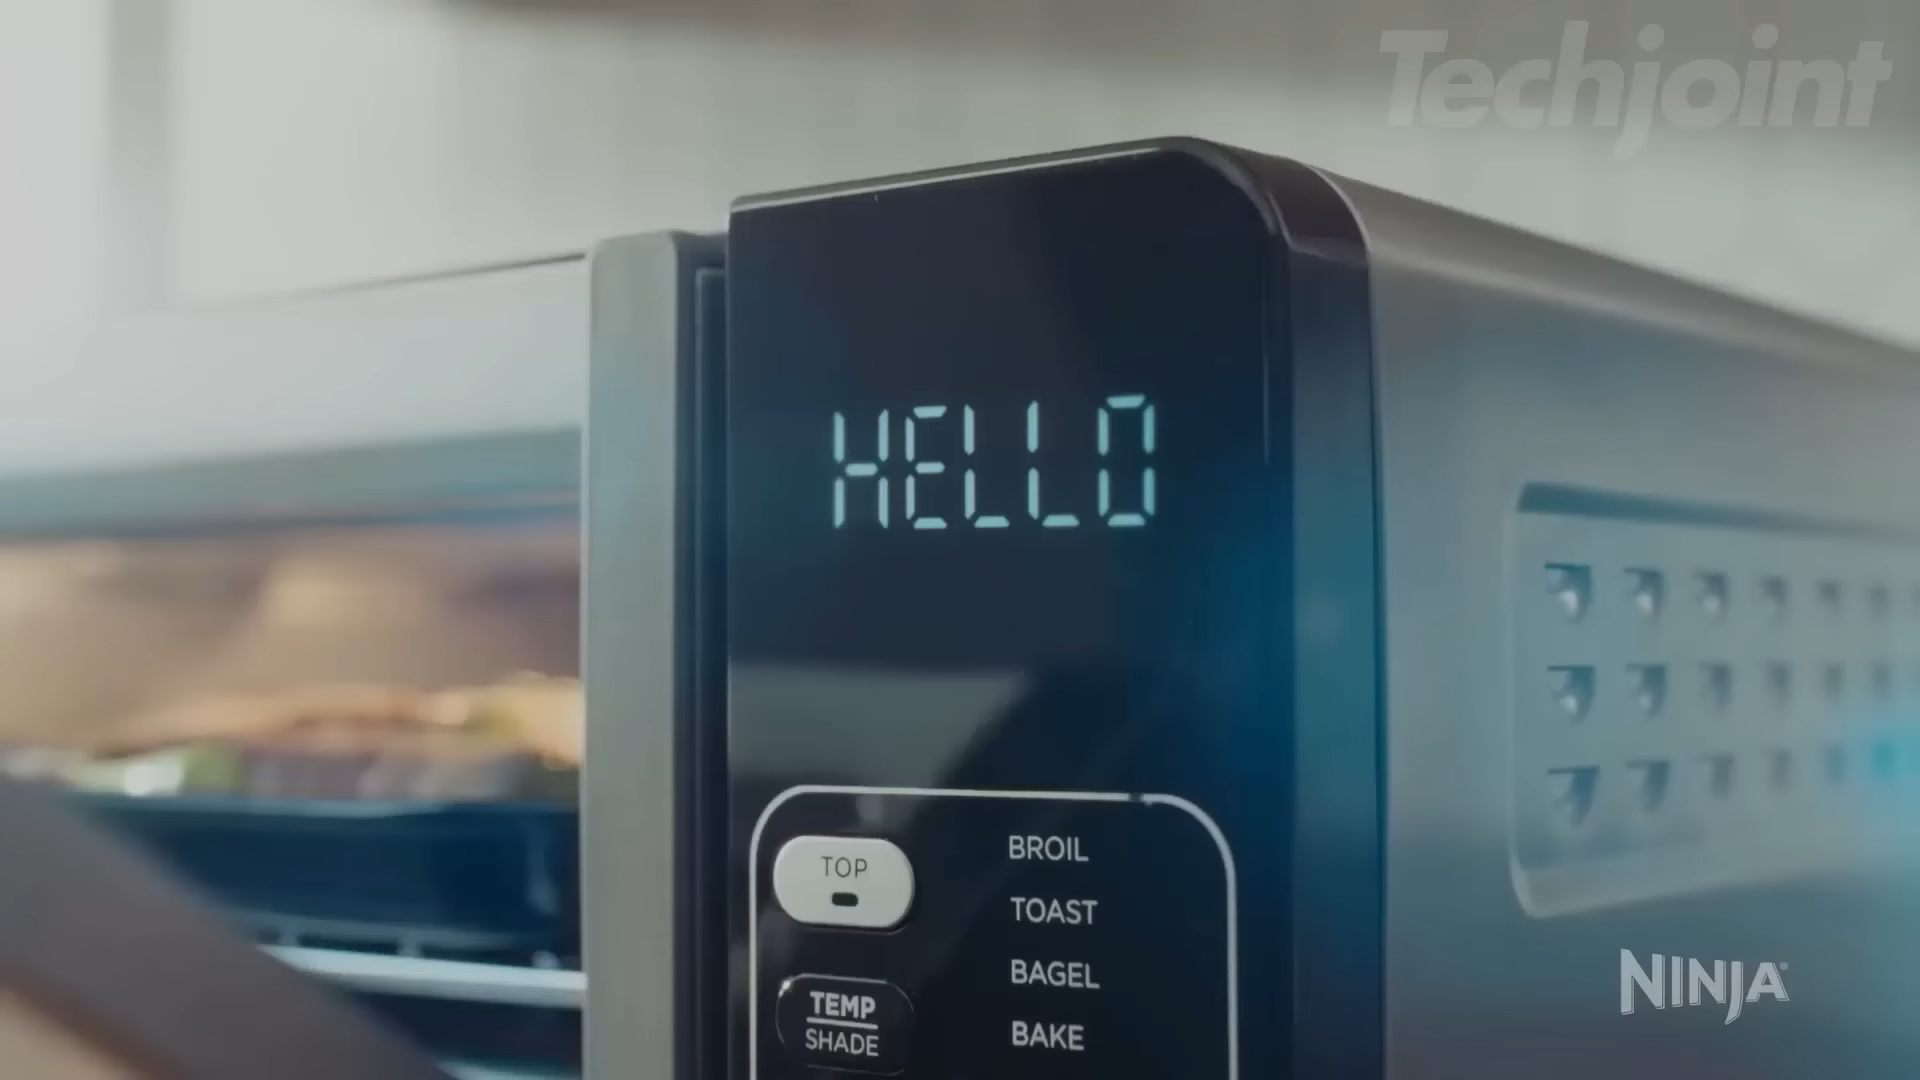 Techjoint
HELLO
TOP
BROIL
TOAST
BAGEL
BAKE
TEMP
SHADE
NINJA